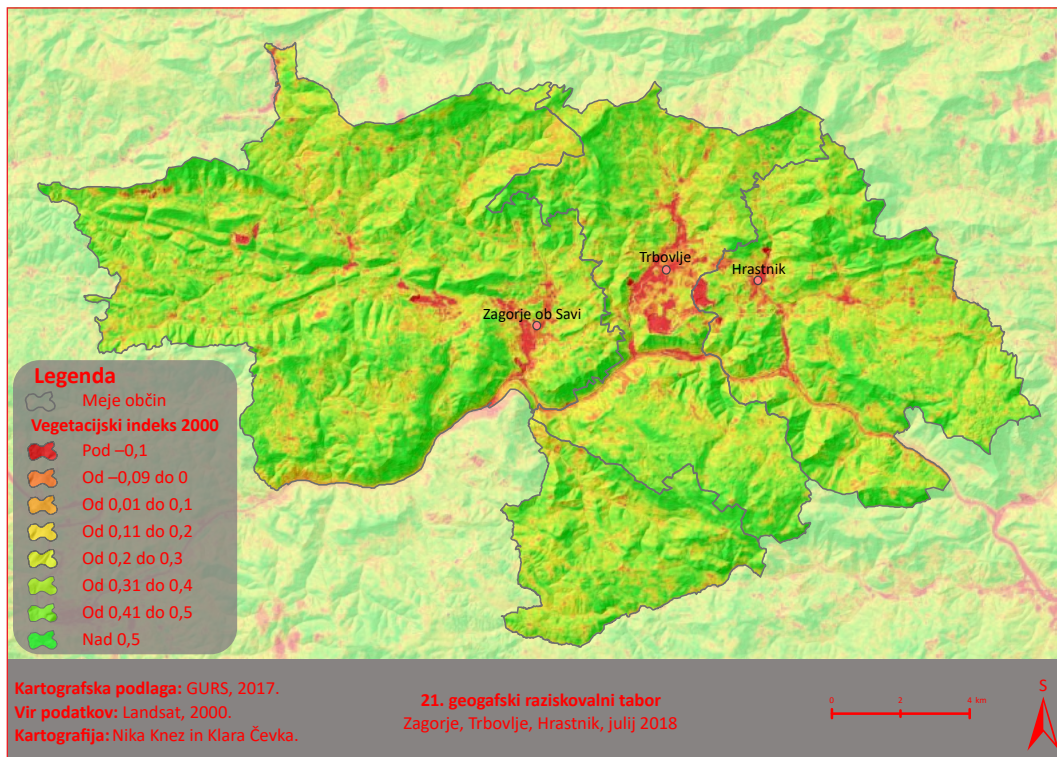 Trbovlje
Hrastnik
Zagorje ob Savi
Legenda
Meje občin
Vegetacijski indeks 2000
Pod –0,1
Od –0,09 do 0
Od 0,01 do 0,1
Od 0,11 do 0,2
Od 0,2 do 0,3
Od 0,31 do 0,4
Od 0,41 do 0,5
Nad 0,5
Kartografska podlaga: GURS, 2017.
Vir podatkov: Landsat, 2000.
Kartografija: Nika Knez in Klara Čevka.
21. geogafski raziskovalni tabor
Zagorje, Trbovlje, Hrastnik, julij 2018
0 2 4 km
S